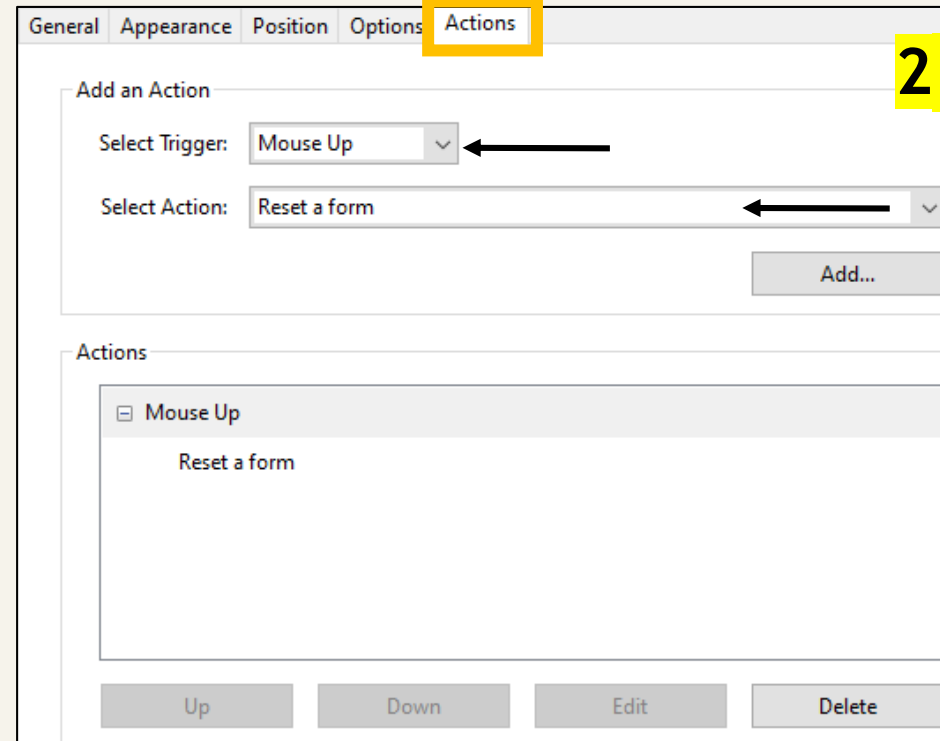 General Appearance Position Options Actions
2
Add an Action
Select Trigger: Mouse Up
Select Action: Reset a form
Add...
Actions
Mouse Up
Reset a form
Up Down Edit Delete